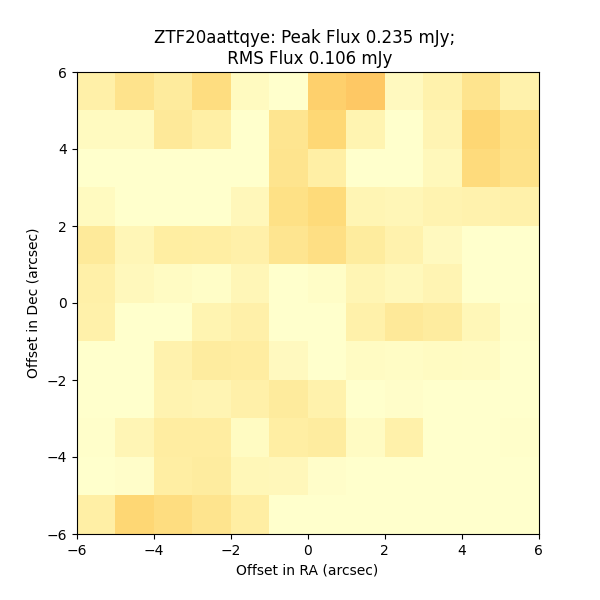 ZTF20aattqye: Peak Flux 0.235 mJy;
RMS Flux 0.106 mJy
6
4
2
0
−2
−4
−6
Offset in Dec (arcsec)
−6 −4 −2 0 2 4 6
Offset in RA (arcsec)